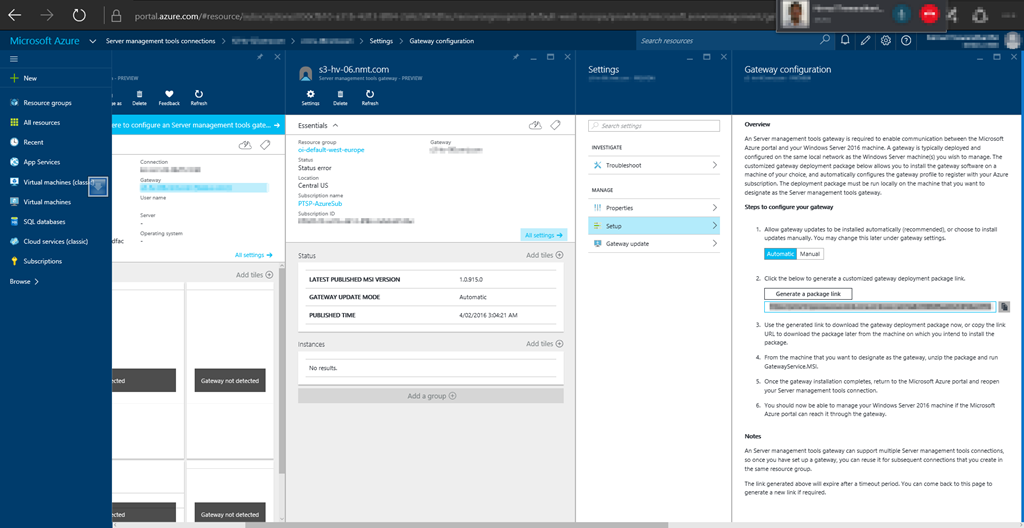 portal.azure.com/#resource/
Microsoft Azure
Server management tools connections
Settings
Gateway configuration
Search resources
New
Resource groups
All resources
Recent
App Services
Virtual machines (classic)
Virtual machines
SQL databases
Cloud services (classic)
Subscriptions
Browse
- PREVIEW
Delete
Feedback
Refresh
ere to configure an Server management tools gate...
Connection
Gateway
User name
-
Server
-
Operating system
-
dfac
All settings
Add tiles
ected
Gateway not detected
ected
Gateway not detected
s3-hv-06.nmt.com
Server management tools gateway - PREVIEW
Settings
Delete
Refresh
Essentials
Resource group
oi-default-west-europe
Gateway
Status
Status error
Location
Central US
Subscription name
PTSP-AzureSub
Subscription ID
All settings
Status
Add tiles
LATEST PUBLISHED MSI VERSION 1.0.915.0
GATEWAY UPDATE MODE Automatic
PUBLISHED TIME 4/02/2016 3:04:21 AM
Instances
Add tiles
No results.
Add a group
Settings
Search settings
INVESTIGATE
Troubleshoot
MANAGE
Properties
Setup
Gateway update
Gateway configuration
Overview
An Server management tools gateway is required to enable communication between the Microsoft
Azure portal and your Windows Server 2016 machine. A gateway is typically deployed and
configured on the same local network as the Windows Server machine(s) you wish to manage. The
customized gateway deployment package below allows you to install the gateway software on a
machine of your choice, and automatically configures the gateway profile to register with your Azure
subscription. The deployment package must be run locally on the machine that you want to
designate as the Server management tools gateway.
Steps to configure your gateway
1. Allow gateway updates to be installed automatically (recommended), or choose to
install updates manually. You may change this later under gateway settings.
Automatic Manual
2. Click the below to generate a customized gateway deployment package link.
Generate a package link
3. Use the generated link to download the gateway deployment package now, or copy the link
URL to download the package later from the machine on which you intend to install the
package.
4. From the machine that you want to designate as the gateway, unzip the package and run
GatewayService.MSI.
5. Once the gateway installation completes, return to the Microsoft Azure portal and reopen
your Server management tools connection.
6. You should now be able to manage your Windows Server 2016 machine if the Microsoft
Azure portal can reach it through the gateway.
Notes
An Server management tools gateway can support multiple Server management tools connections,
so once you have set up a gateway, you can reuse it for subsequent connections that you create in
the same resource group.
The link generated above will expire after a timeout period. You can come back to this page to
generate a new link if required.